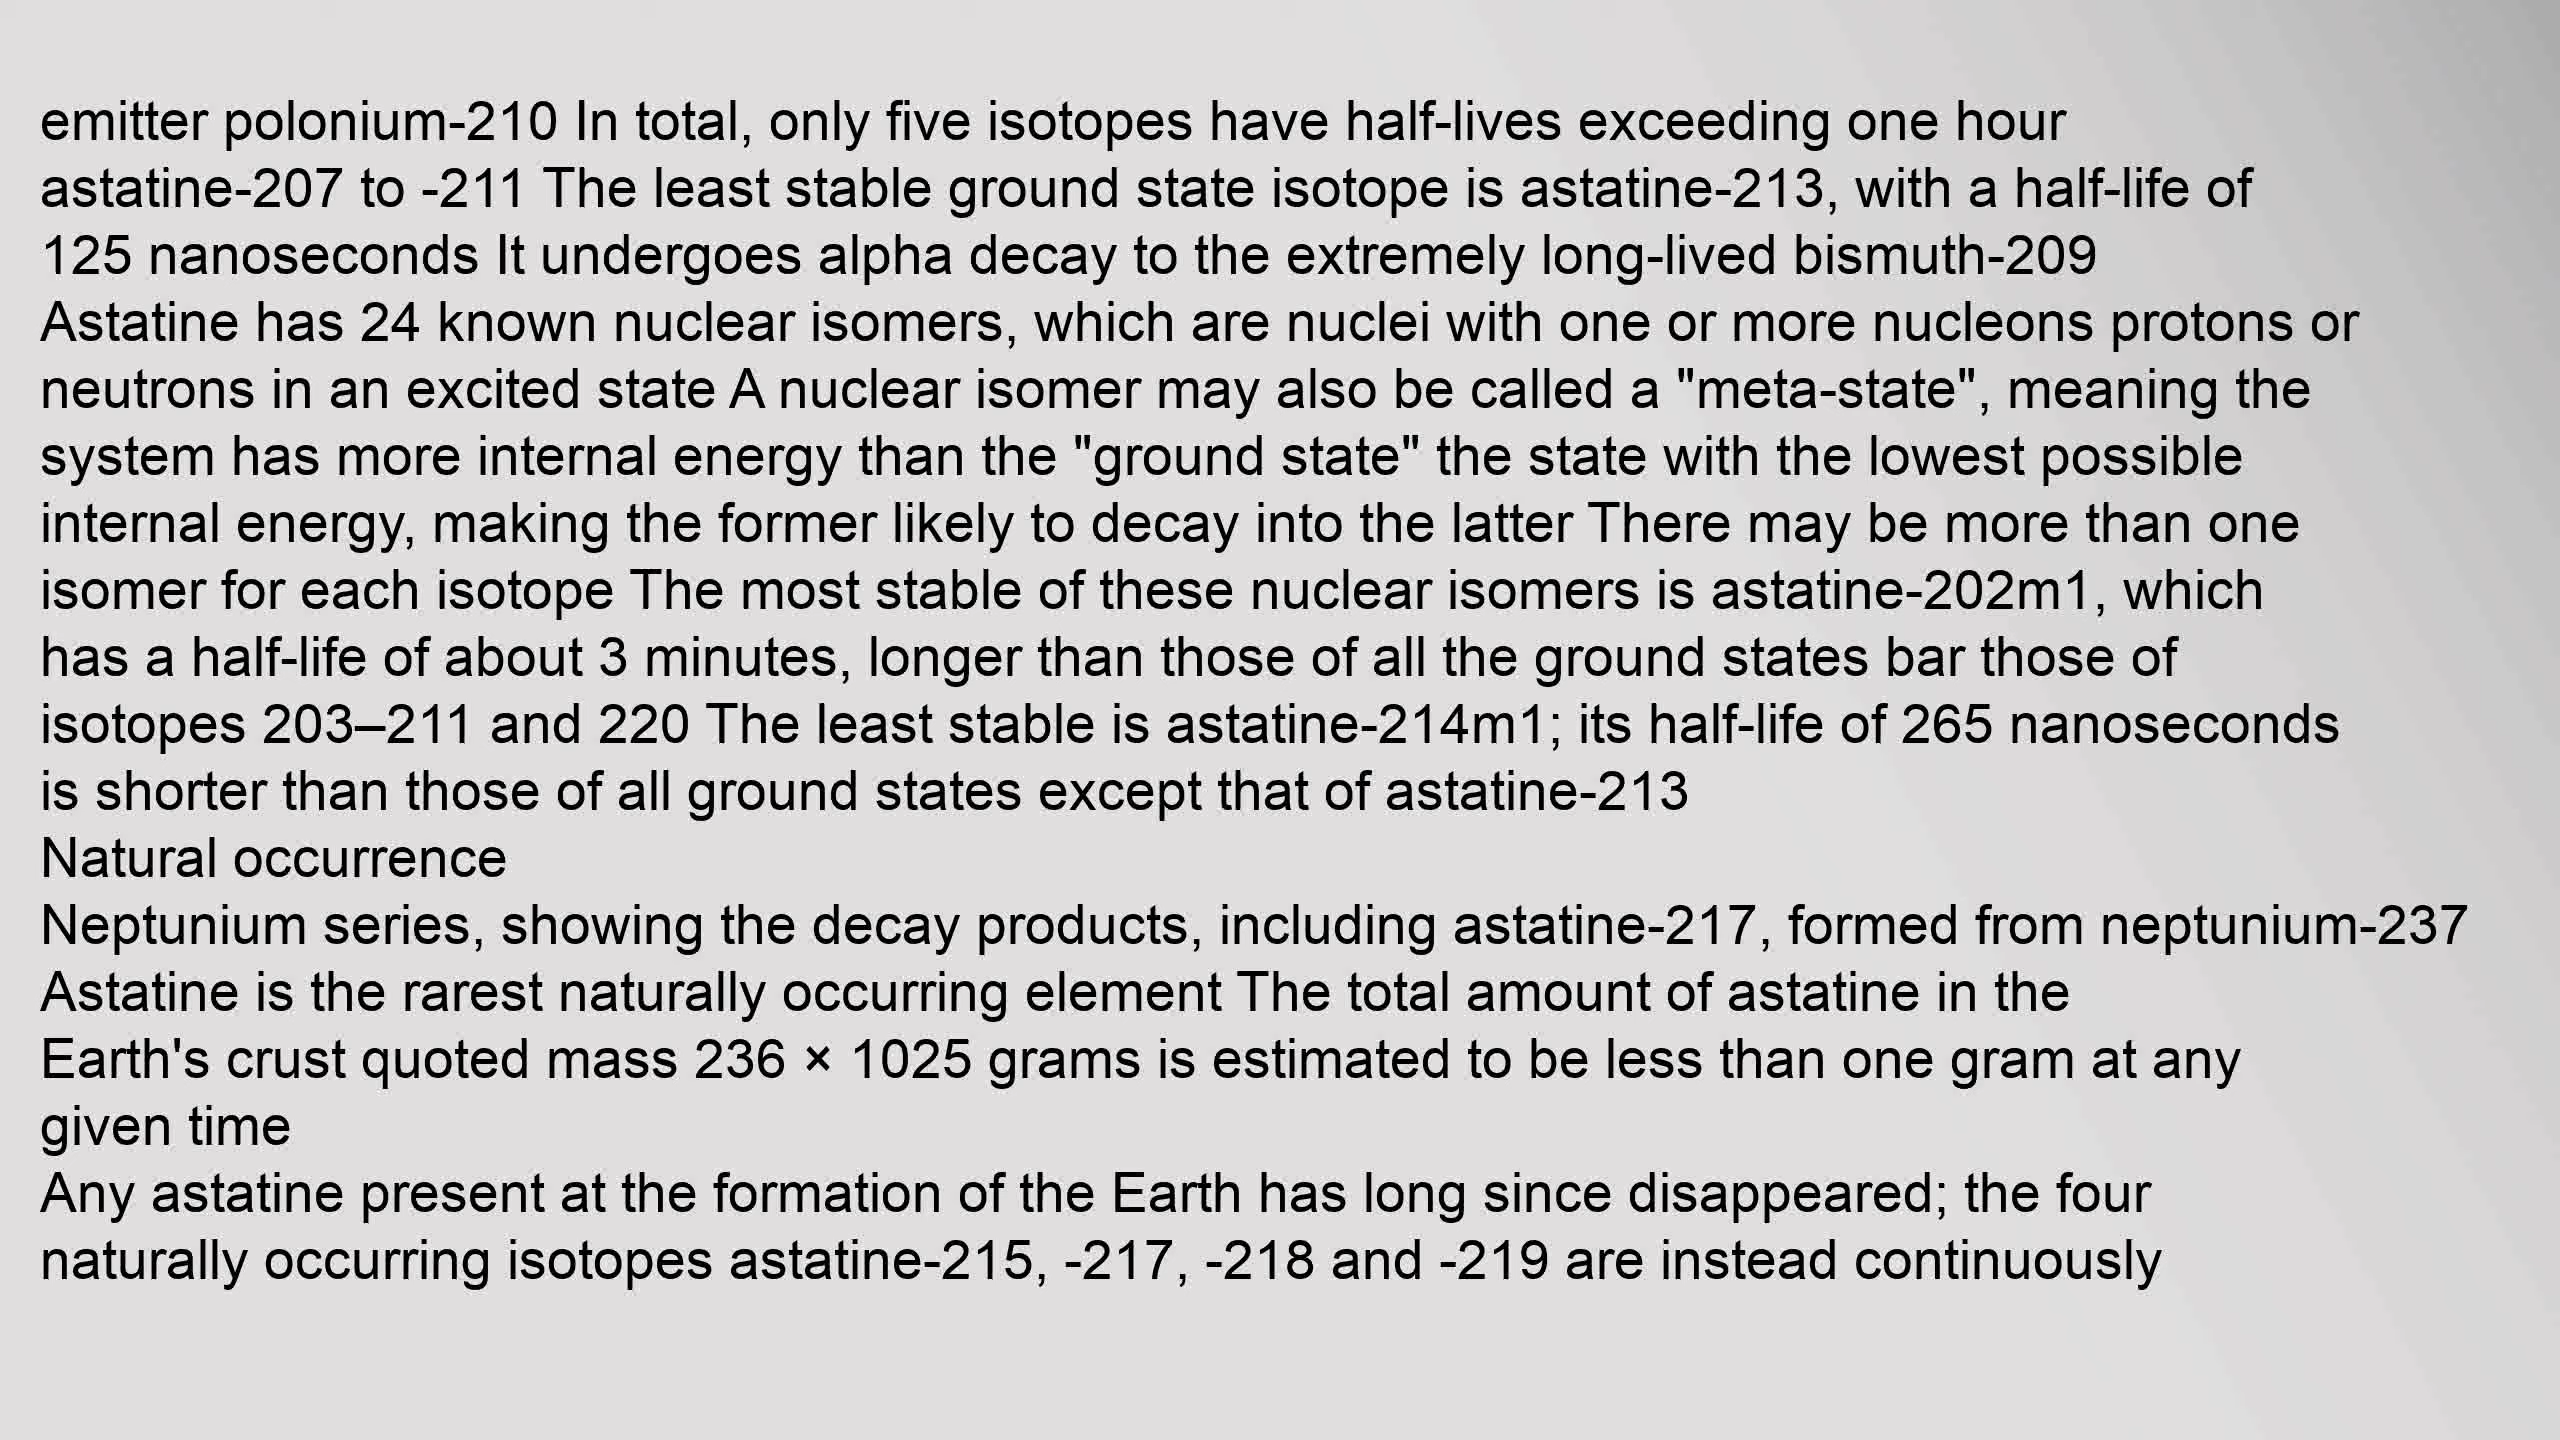 emitter polonium-210 In total, only five isotopes have half-lives exceeding one hour
astatine-207 to -211 The least stable ground state isotope is astatine-213, with a half-life of
125 nanoseconds It undergoes alpha decay to the extremely long-lived bismuth-209
Astatine has 24 known nuclear isomers, which are nuclei with one or more nucleons protons or
neutrons in an excited state A nuclear isomer may also be called a "meta-state", meaning the
system has more internal energy than the "ground state" the state with the lowest possible
internal energy, making the former likely to decay into the latter There may be more than one
isomer for each isotope The most stable of these nuclear isomers is astatine-202m1, which
has a half-life of about 3 minutes, longer than those of all the ground states bar those of
isotopes 203–211 and 220 The least stable is astatine-214m1; its half-life of 265 nanoseconds
is shorter than those of all ground states except that of astatine-213
Natural occurrence
Neptunium series, showing the decay products, including astatine-217, formed from neptunium-237
Astatine is the rarest naturally occurring element The total amount of astatine in the
Earth's crust quoted mass 236 × 1025 grams is estimated to be less than one gram at any
given time
Any astatine present at the formation of the Earth has long since disappeared; the four
naturally occurring isotopes astatine-215, -217, -218 and -219 are instead continuously